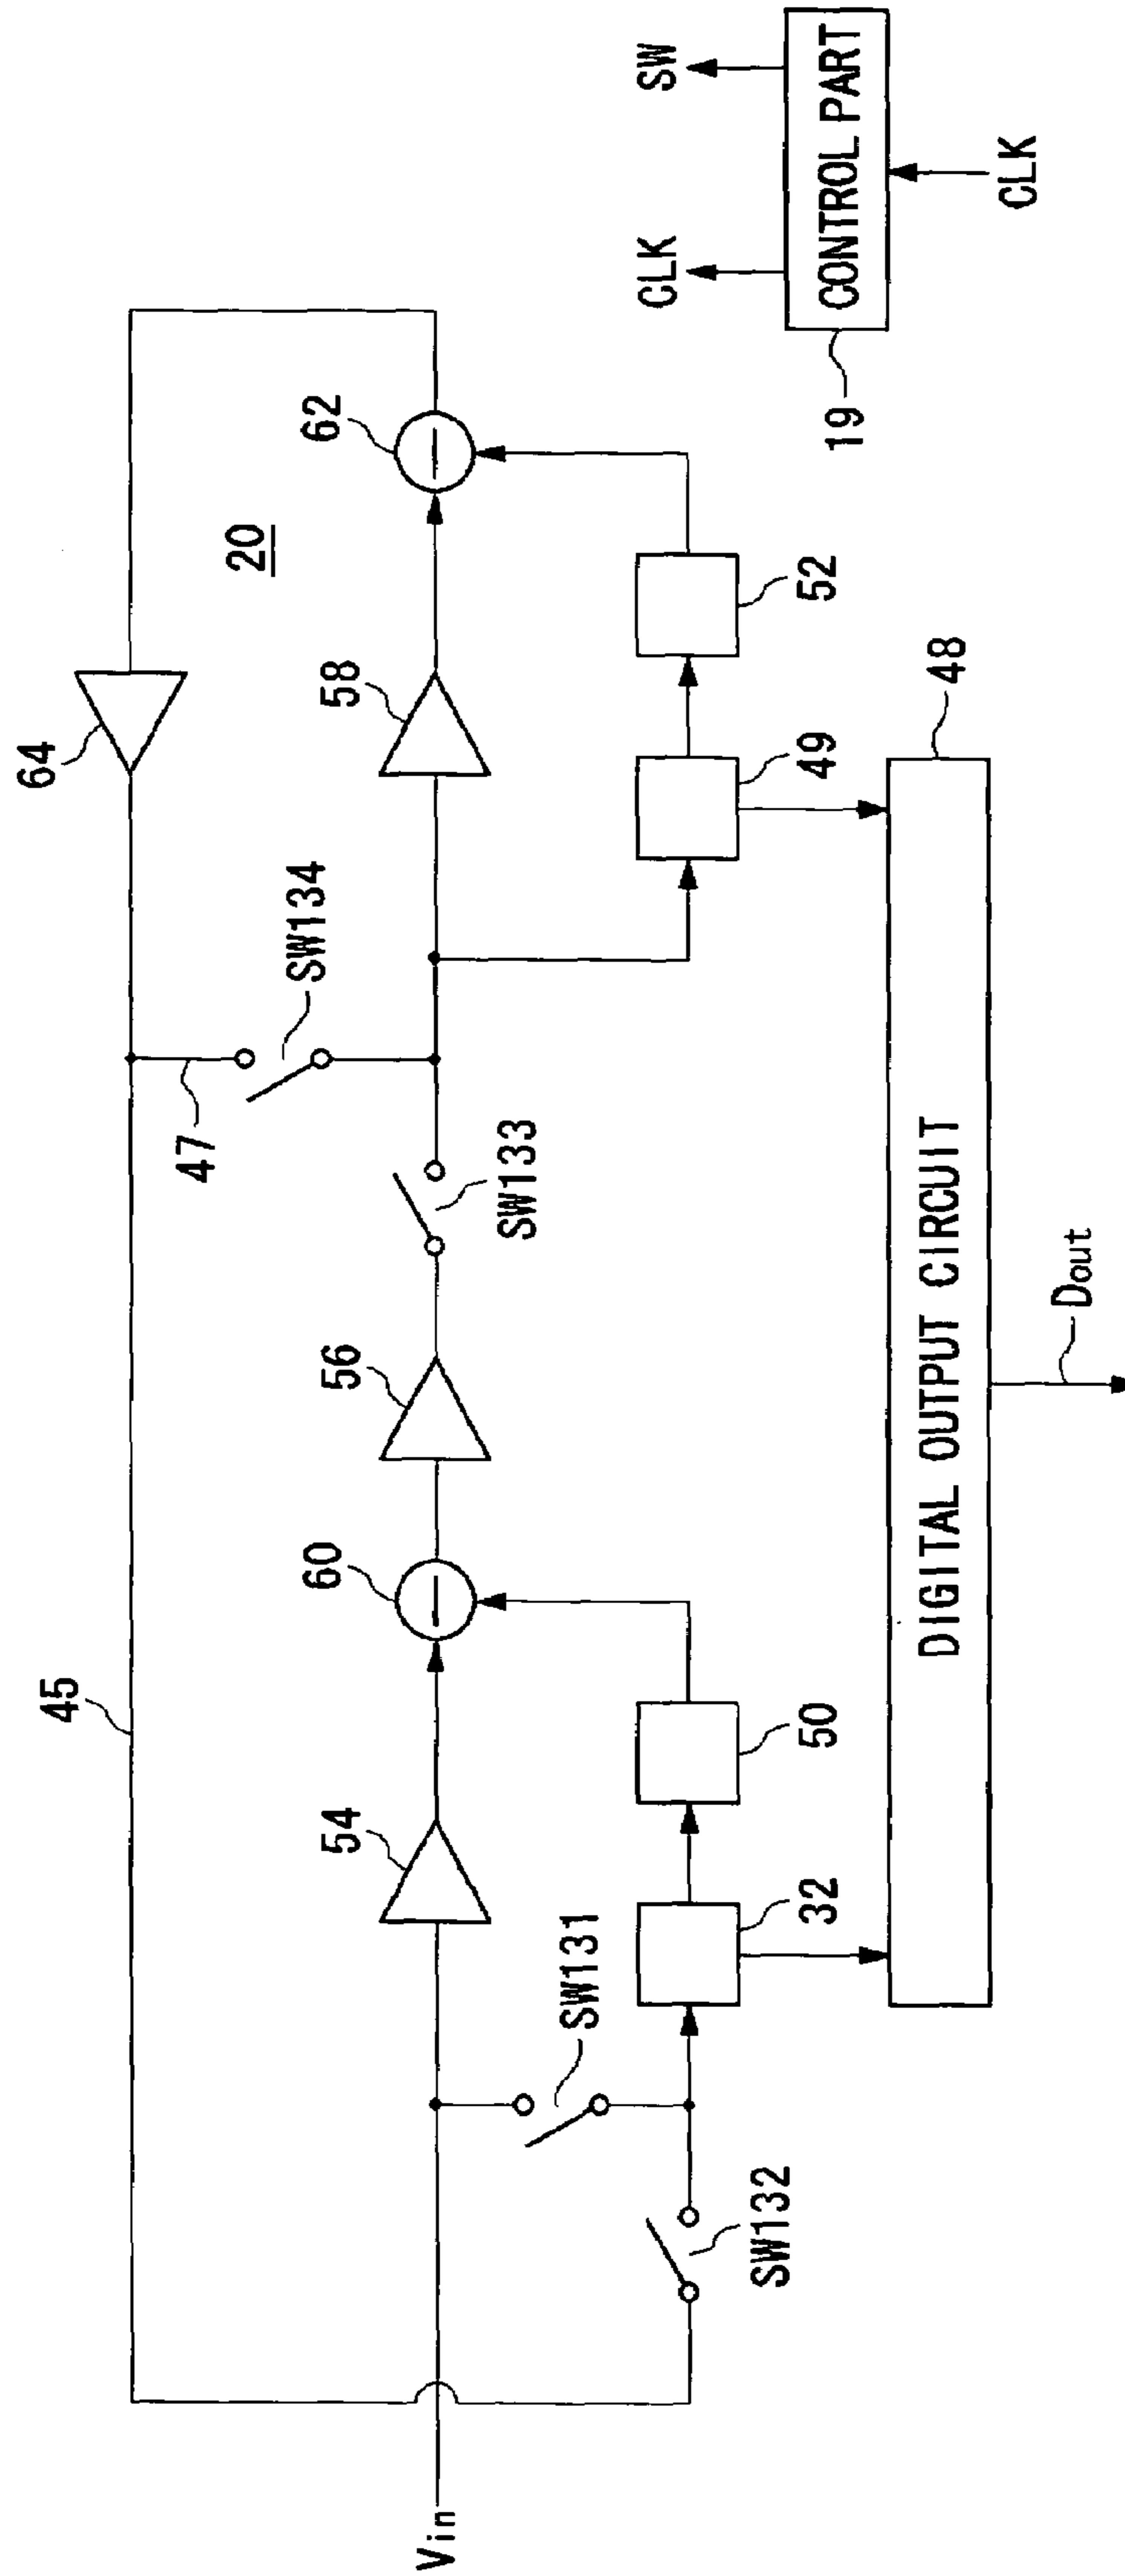 45
64
20
47
SW134
62
54
60
56
SW133
58
Vin
SW131
SW132
32
50
49
52
48
DIGITAL OUTPUT CIRCUIT
Dout
CLK
SW
CONTROL PART
19
CLK